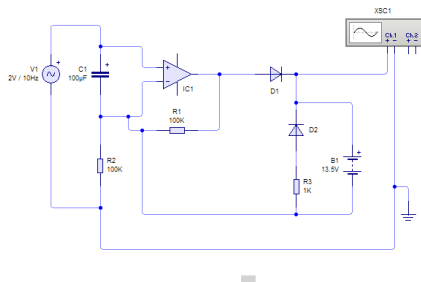 XSC1
Ch.1 Ch.2
+ − + −
V1
2V / 10Hz
+
C1
100µF
+
+
−
IC1
D1
R1
100K
D2
R2
100K
B1
13.5V
+
R3
1K